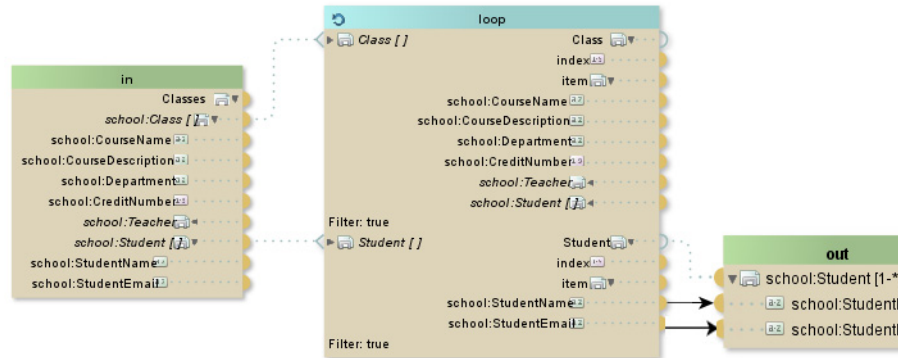 in
Classes
school:Class [ ]
school:CourseName
school:CourseDescription
school:Department
school:CreditNumber
school:Teacher
school:Student [ ]
school:StudentName
school:StudentEmail
loop
Class [ ]
Class
index
item
school:CourseName
school:CourseDescription
school:Department
school:CreditNumber
school:Teacher
school:Student [ ]
Filter: true
Student [ ]
Student
index
item
school:StudentName
school:StudentEmail
Filter: true
out
school:Student [1-*